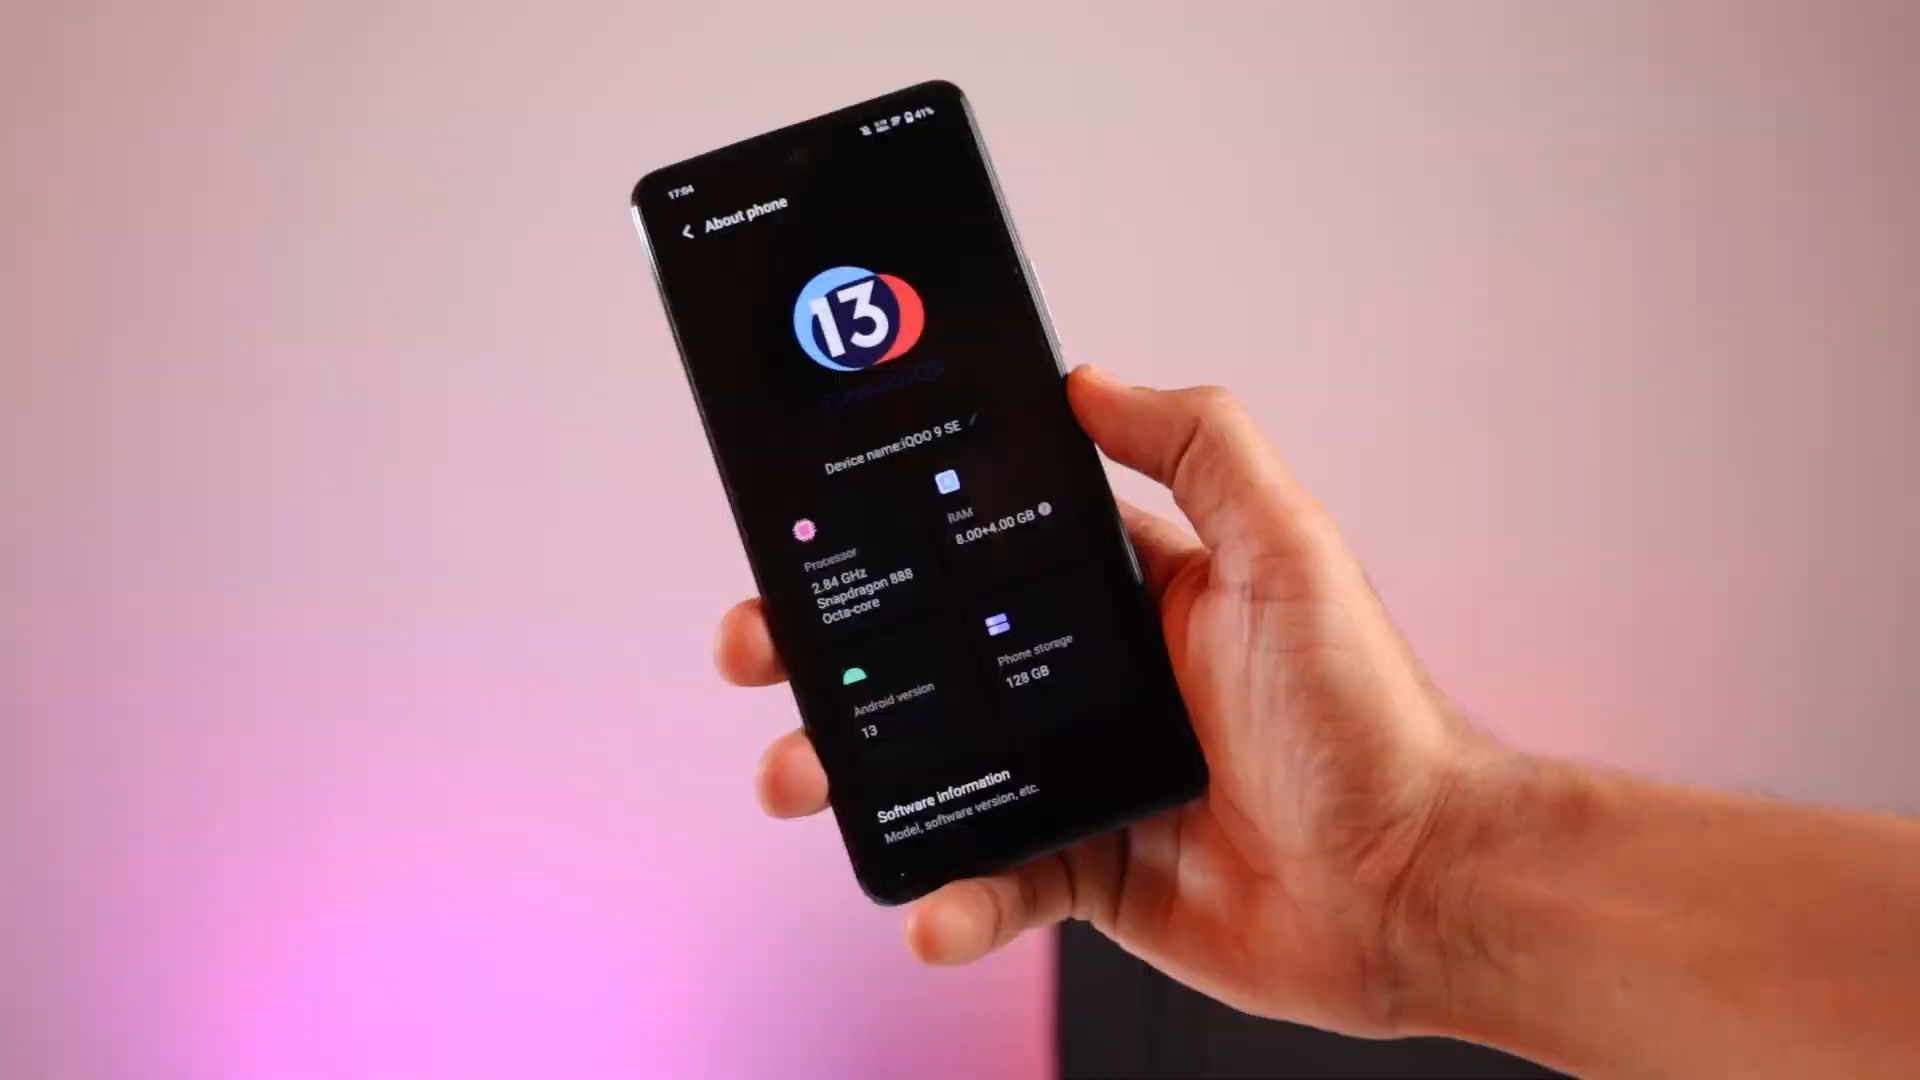 17:04
41%
About phone
13
Device name:iQOO 9 SE
RAM
8.00+4.00 GB
Processor
2.84 GHz
Snapdragon 888
Octa-core
Phone storage
128 GB
Android version
13
Software information
Model, software version, etc.